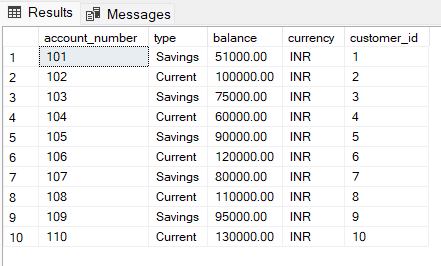 Results Messages
account_number type balance currency customer_id
1 101 Savings 51000.00 INR 1
2 102 Current 100000.00 INR 2
3 103 Savings 75000.00 INR 3
4 104 Current 60000.00 INR 4
5 105 Savings 90000.00 INR 5
6 106 Current 120000.00 INR 6
7 107 Savings 80000.00 INR 7
8 108 Current 110000.00 INR 8
9 109 Savings 95000.00 INR 9
10 110 Current 130000.00 INR 10